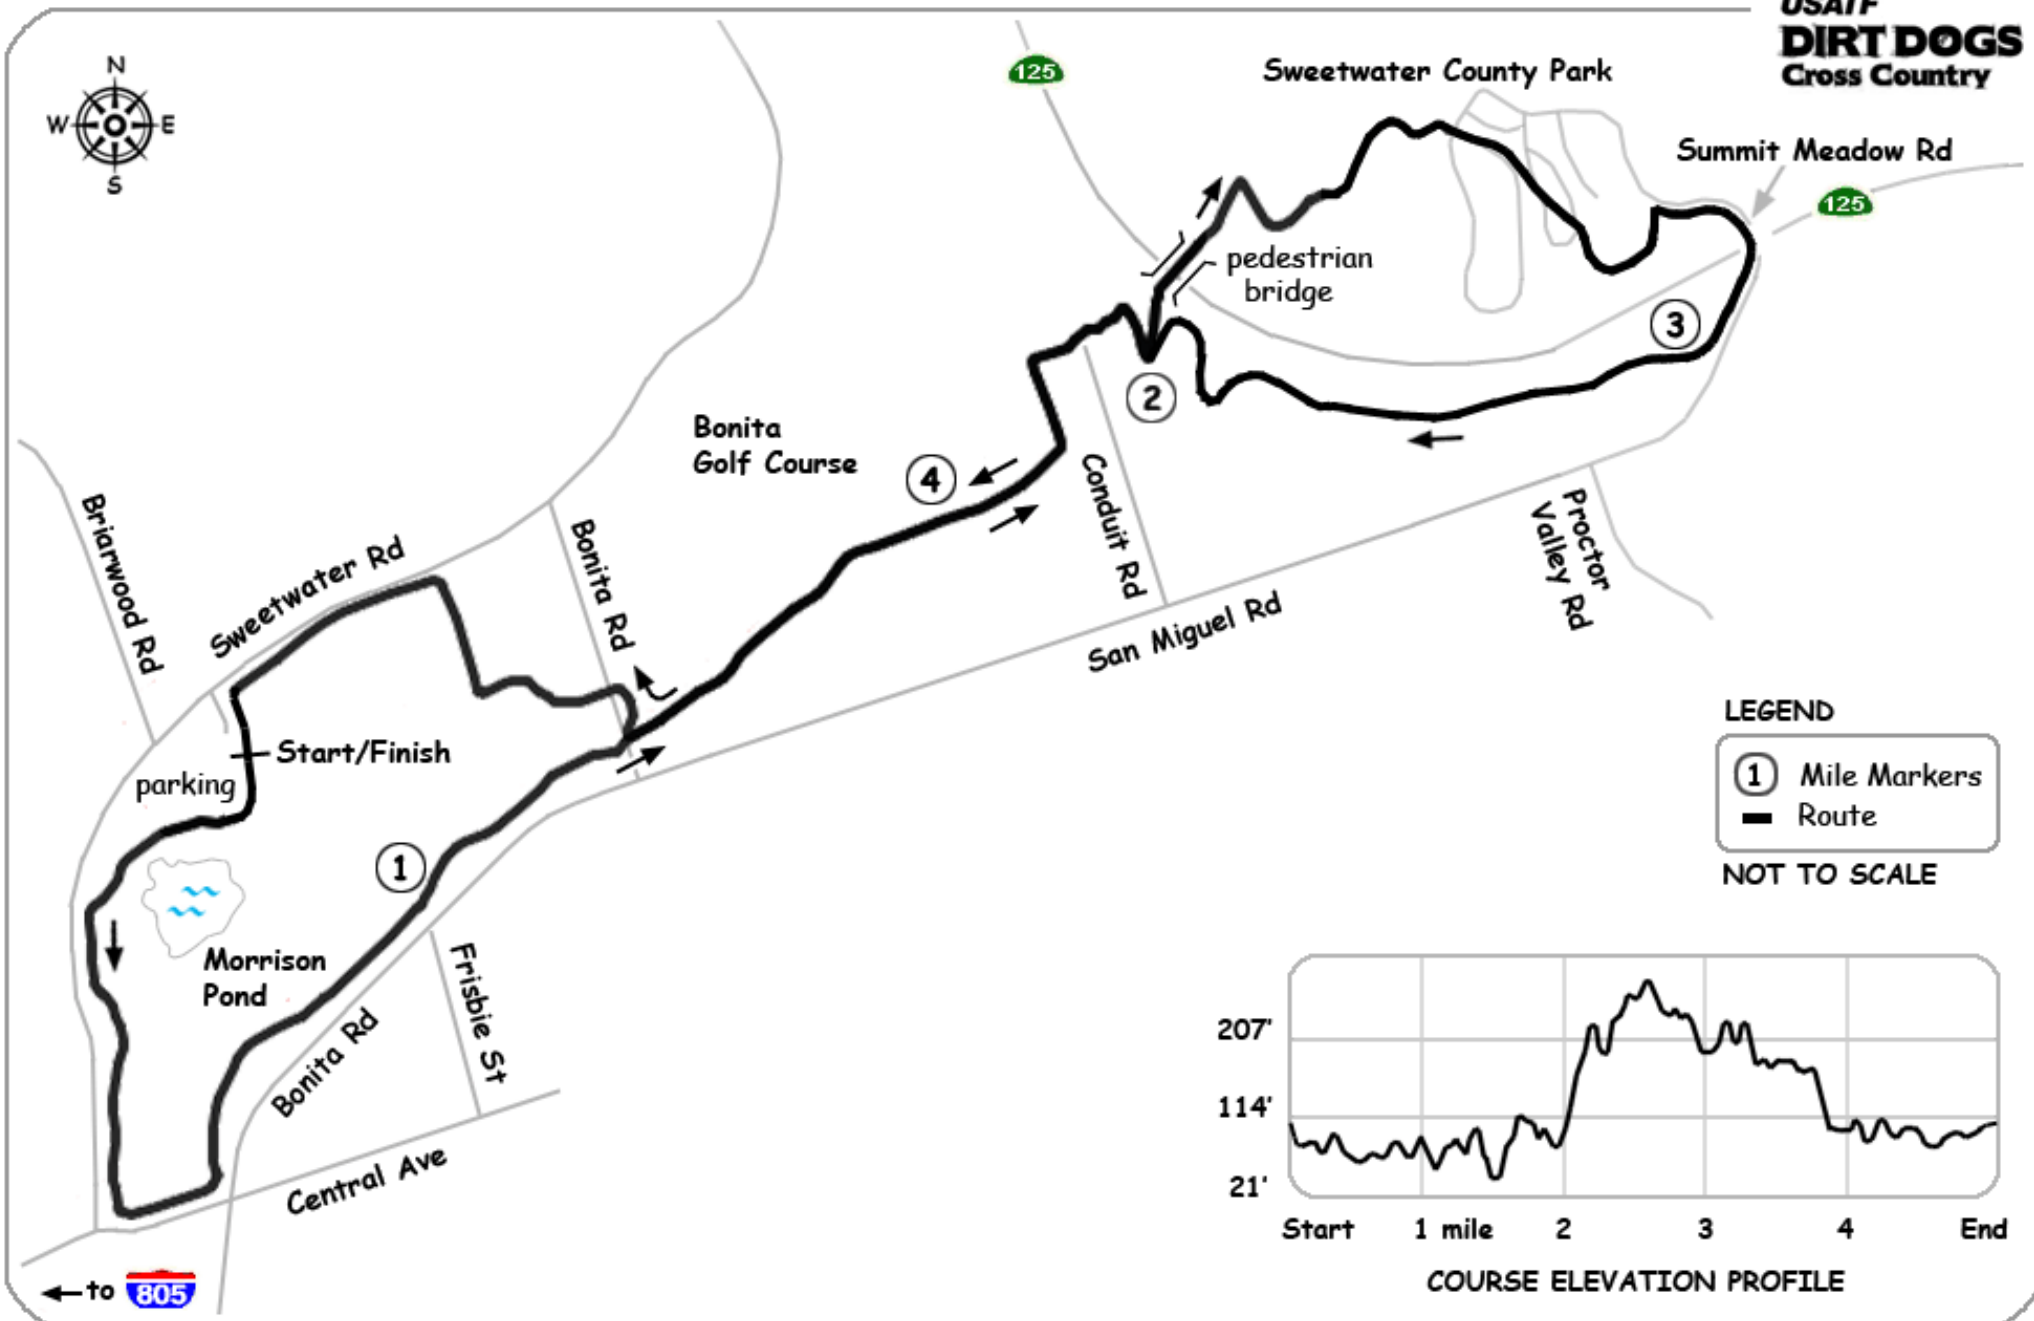 USATF
DIRT DOGS
Cross Country
N
W
E
S
125
Sweetwater County Park
Summit Meadow Rd
125
pedestrian
bridge
3
2
Bonita
Golf Course
4
Conduit Rd
Proctor
Valley Rd
Briarwood Rd
Sweetwater Rd
Bonita Rd
San Miguel Rd
Start/Finish
parking
1
Morrison
Pond
Frisbie St
Bonita Rd
Central Ave
to 805
LEGEND
1 Mile Markers
Route
NOT TO SCALE
207'
114'
21'
Start 1 mile 2 3 4 End
COURSE ELEVATION PROFILE